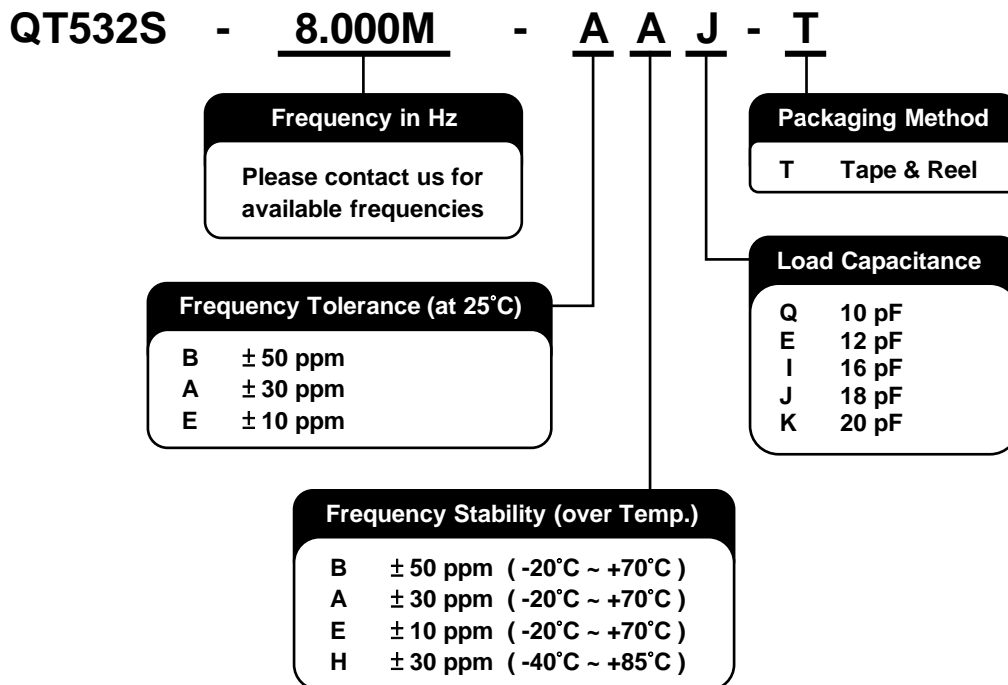 QT532S - 8.000M - A A J - T
Frequency in Hz
Please contact us for
available frequencies
Packaging Method
T Tape & Reel
Load Capacitance
Q 10 pF
E 12 pF
I 16 pF
J 18 pF
K 20 pF
Frequency Tolerance (at 25°C)
B ± 50 ppm
A ± 30 ppm
E ± 10 ppm
Frequency Stability (over Temp.)
B ± 50 ppm ( -20°C ~ +70°C )
A ± 30 ppm ( -20°C ~ +70°C )
E ± 10 ppm ( -20°C ~ +70°C )
H ± 30 ppm ( -40°C ~ +85°C )